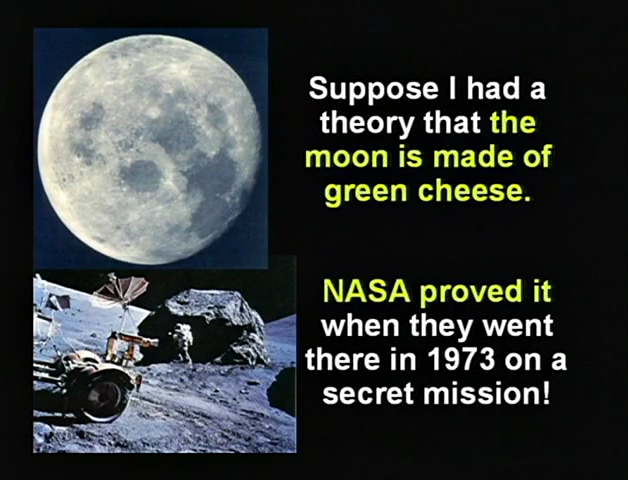 Suppose I had a
theory that the
moon is made of
green cheese.
NASA proved it
when they went
there in 1973 on a
secret mission!